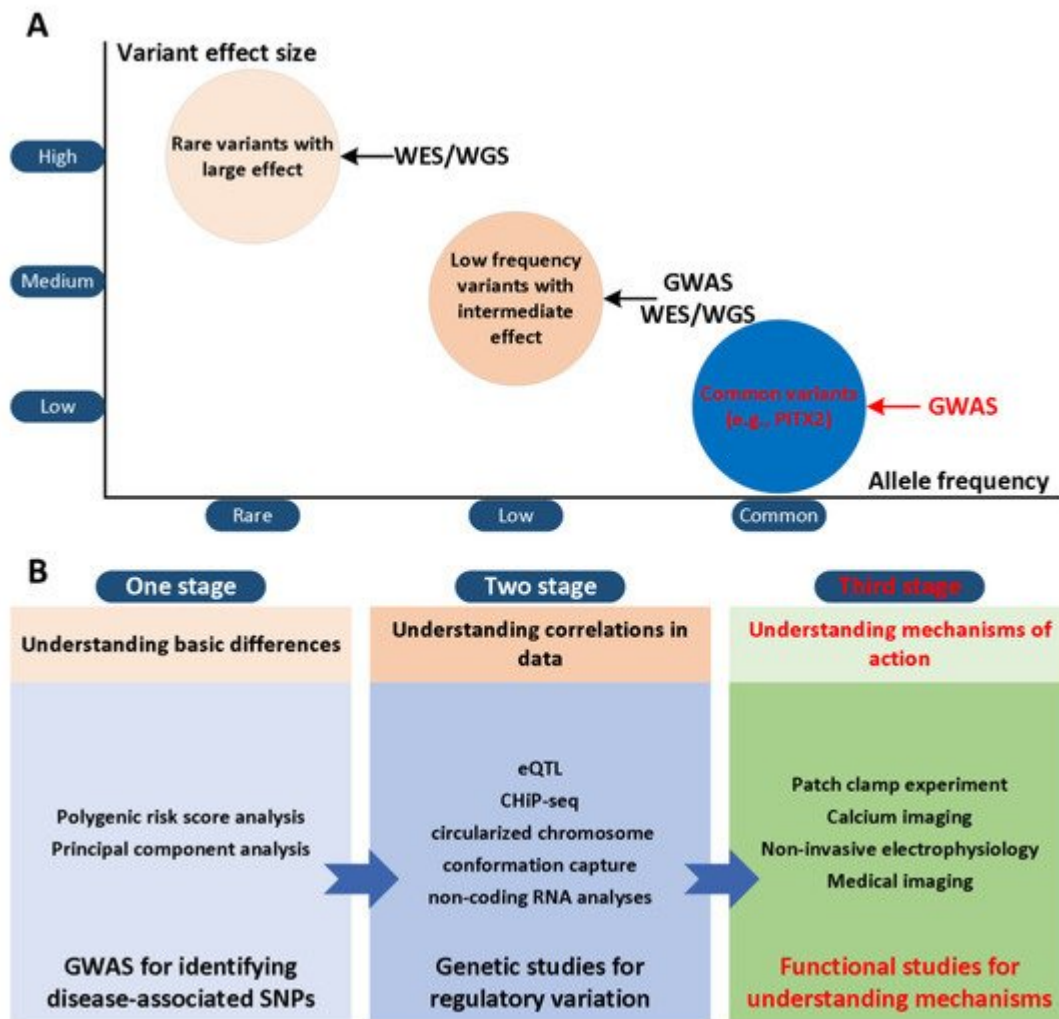 A
Variant effect size
High
Rare variants with
large effect
WES/WGS
Medium
Low frequency
variants with
intermediate
effect
GWAS
WES/WGS
Low
Common variants
(e.g., PITX2)
GWAS
Allele frequency
Rare
Low
Common
B
One stage
Two stage
Third stage
Understanding basic differences
Understanding correlations in
data
Understanding mechanisms of
action
Polygenic risk score analysis
Principal component analysis
eQTL
CHiP-seq
circularized chromosome
conformation capture
non-coding RNA analyses
Patch clamp experiment
Calcium imaging
Non-invasive electrophysiology
Medical imaging
GWAS for identifying
disease-associated SNPs
Genetic studies for
regulatory variation
Functional studies for
understanding mechanisms